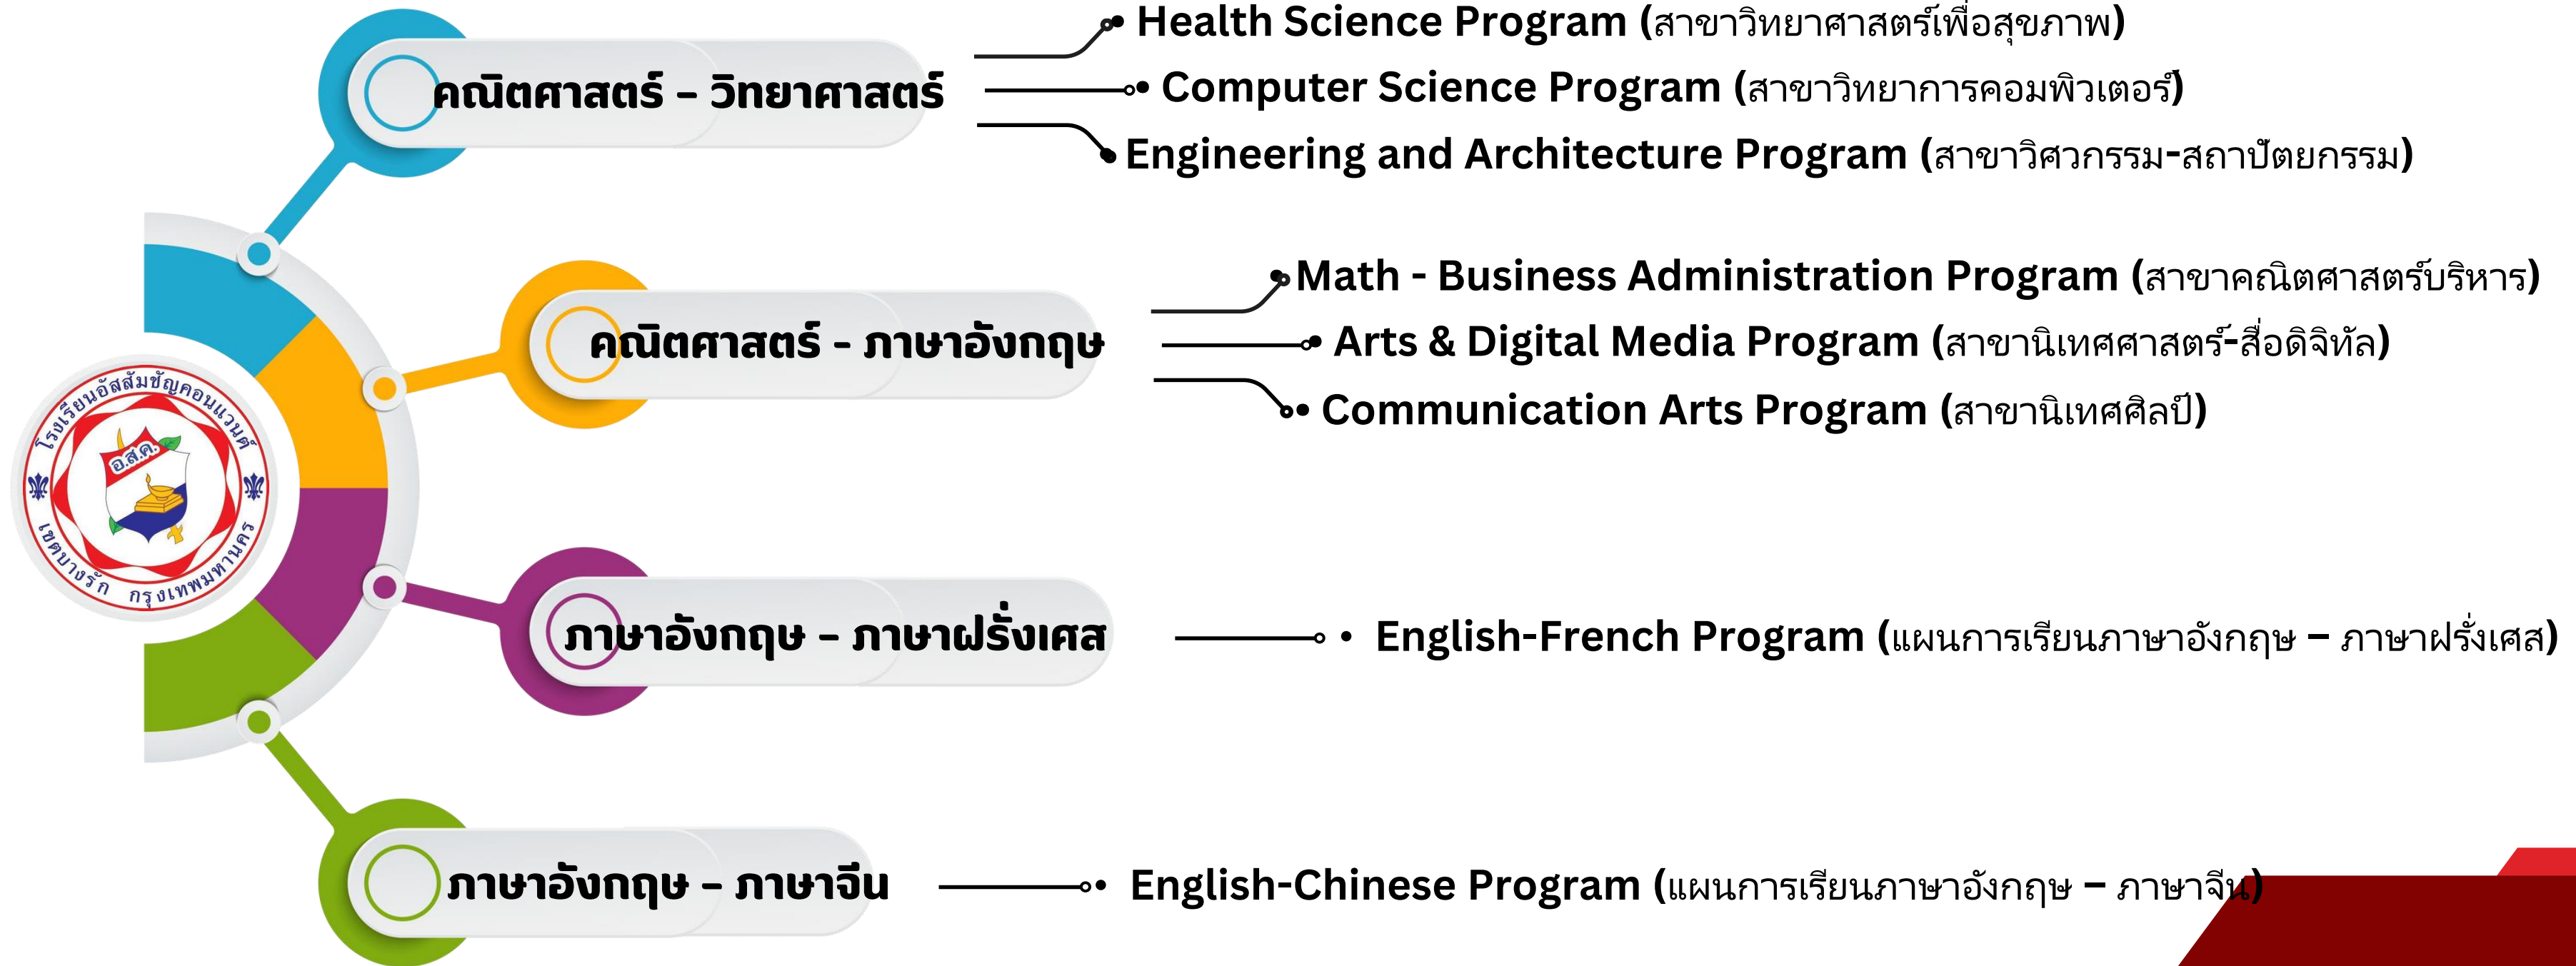 Health Science Program (สาขาวิทยาศาสตร์เพื่อสุขภาพ)
คณิตศาสตร์ – วิทยาศาสตร์
Computer Science Program (สาขาวิทยาการคอมพิวเตอร์)
Engineering and Architecture Program (สาขาวิศวกรรม-สถาปัตยกรรม)
Math - Business Administration Program (สาขาคณิตศาสตร์บริหาร)
คณิตศาสตร์ - ภาษาอังกฤษ
Arts & Digital Media Program (สาขานิเทศศาสตร์-สื่อดิจิทัล)
Communication Arts Program (สาขานิเทศศิลป์)
โรงเรียนอัสสัมชัญคอนแวนต์
อ.ส.ค.
เขตบางรัก กรุงเทพมหานคร
ภาษาอังกฤษ – ภาษาฝรั่งเศส
English-French Program (แผนการเรียนภาษาอังกฤษ – ภาษาฝรั่งเศส)
ภาษาอังกฤษ – ภาษาจีน
English-Chinese Program (แผนการเรียนภาษาอังกฤษ – ภาษาจีน)